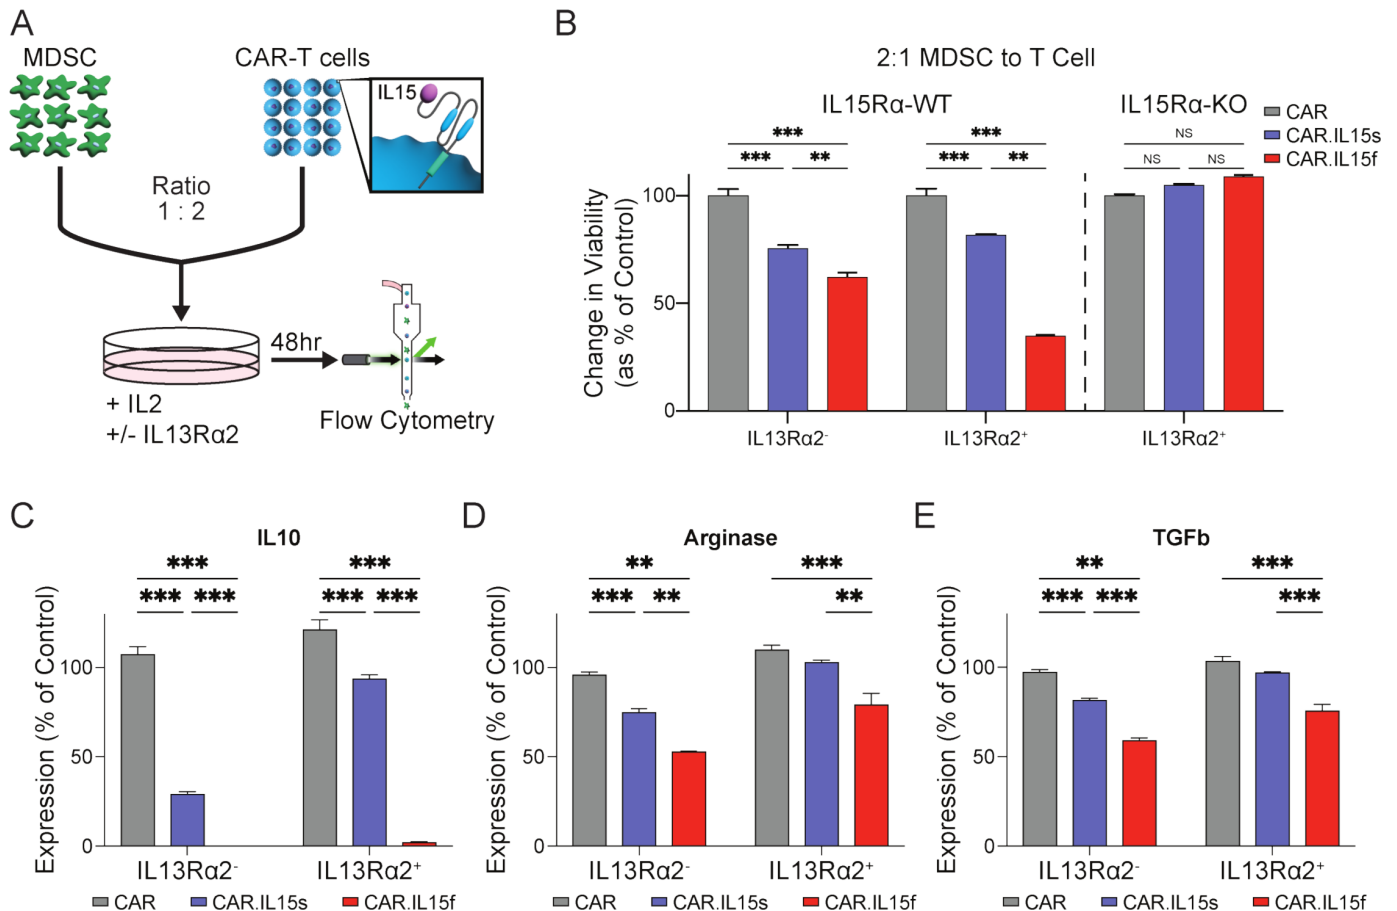 A
MDSC
CAR-T cells
IL15
Ratio
1 : 2
48hr
+ IL2
+/- IL13Rα2
Flow Cytometry
B
2:1 MDSC to T Cell
IL15Rα-WT
IL15Rα-KO
CAR
CAR.IL15s
CAR.IL15f
*** *** NS
*** ** *** ** NS NS
Change in Viability
(as % of Control)
100
50
0
IL13Rα2⁻ IL13Rα2⁺ IL13Rα2⁺
C
IL10
*** ***
*** *** *** ***
Expression (% of Control)
100
50
0
IL13Rα2⁻ IL13Rα2⁺
CAR CAR.IL15s CAR.IL15f
D
Arginase
** ***
*** ** **
Expression (% of Control)
100
50
0
IL13Rα2⁻ IL13Rα2⁺
CAR CAR.IL15s CAR.IL15f
E
TGFb
** ***
*** *** ***
Expression (% of Control)
100
50
0
IL13Rα2⁻ IL13Rα2⁺
CAR CAR.IL15s CAR.IL15f